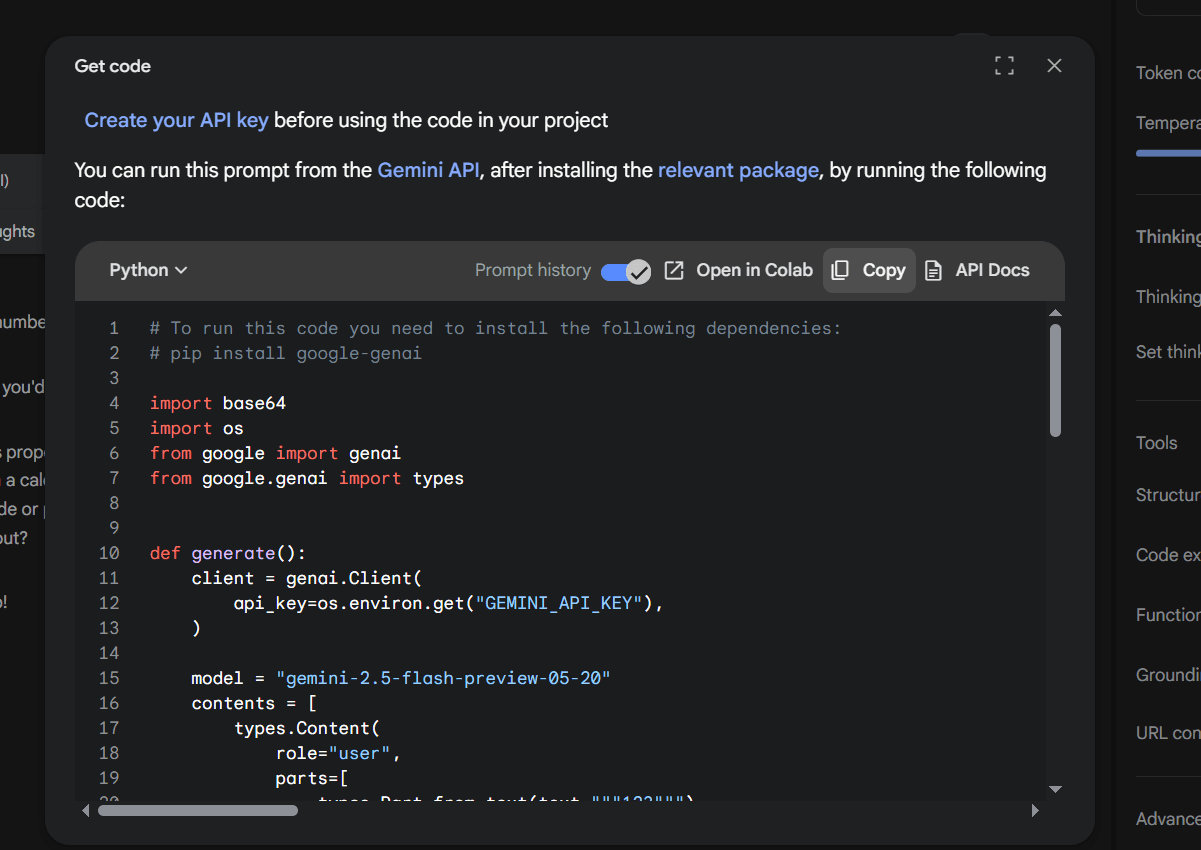 Get code
Create your API key before using the code in your project
You can run this prompt from the Gemini API, after installing the relevant package, by running the following
code:
Python
Prompt history
Open in Colab
Copy
API Docs
1 # To run this code you need to install the following dependencies:
2 # pip install google-genai
3
4 import base64
5 import os
6 from google import genai
7 from google.genai import types
8
9
10 def generate():
11     client = genai.Client(
12         api_key=os.environ.get("GEMINI_API_KEY"),
13     )
14
15     model = "gemini-2.5-flash-preview-05-20"
16     contents = [
17         types.Content(
18             role="user",
19             parts=[
20                 types.Part.from_text(text="""123"""),
l)
ughts
numbe
you'd
prop
a cal
de or
out?
o!
Token co
Tempera
Thinking
Thinking
Set think
Tools
Structur
Code ex
Function
Groundi
URL con
Advance